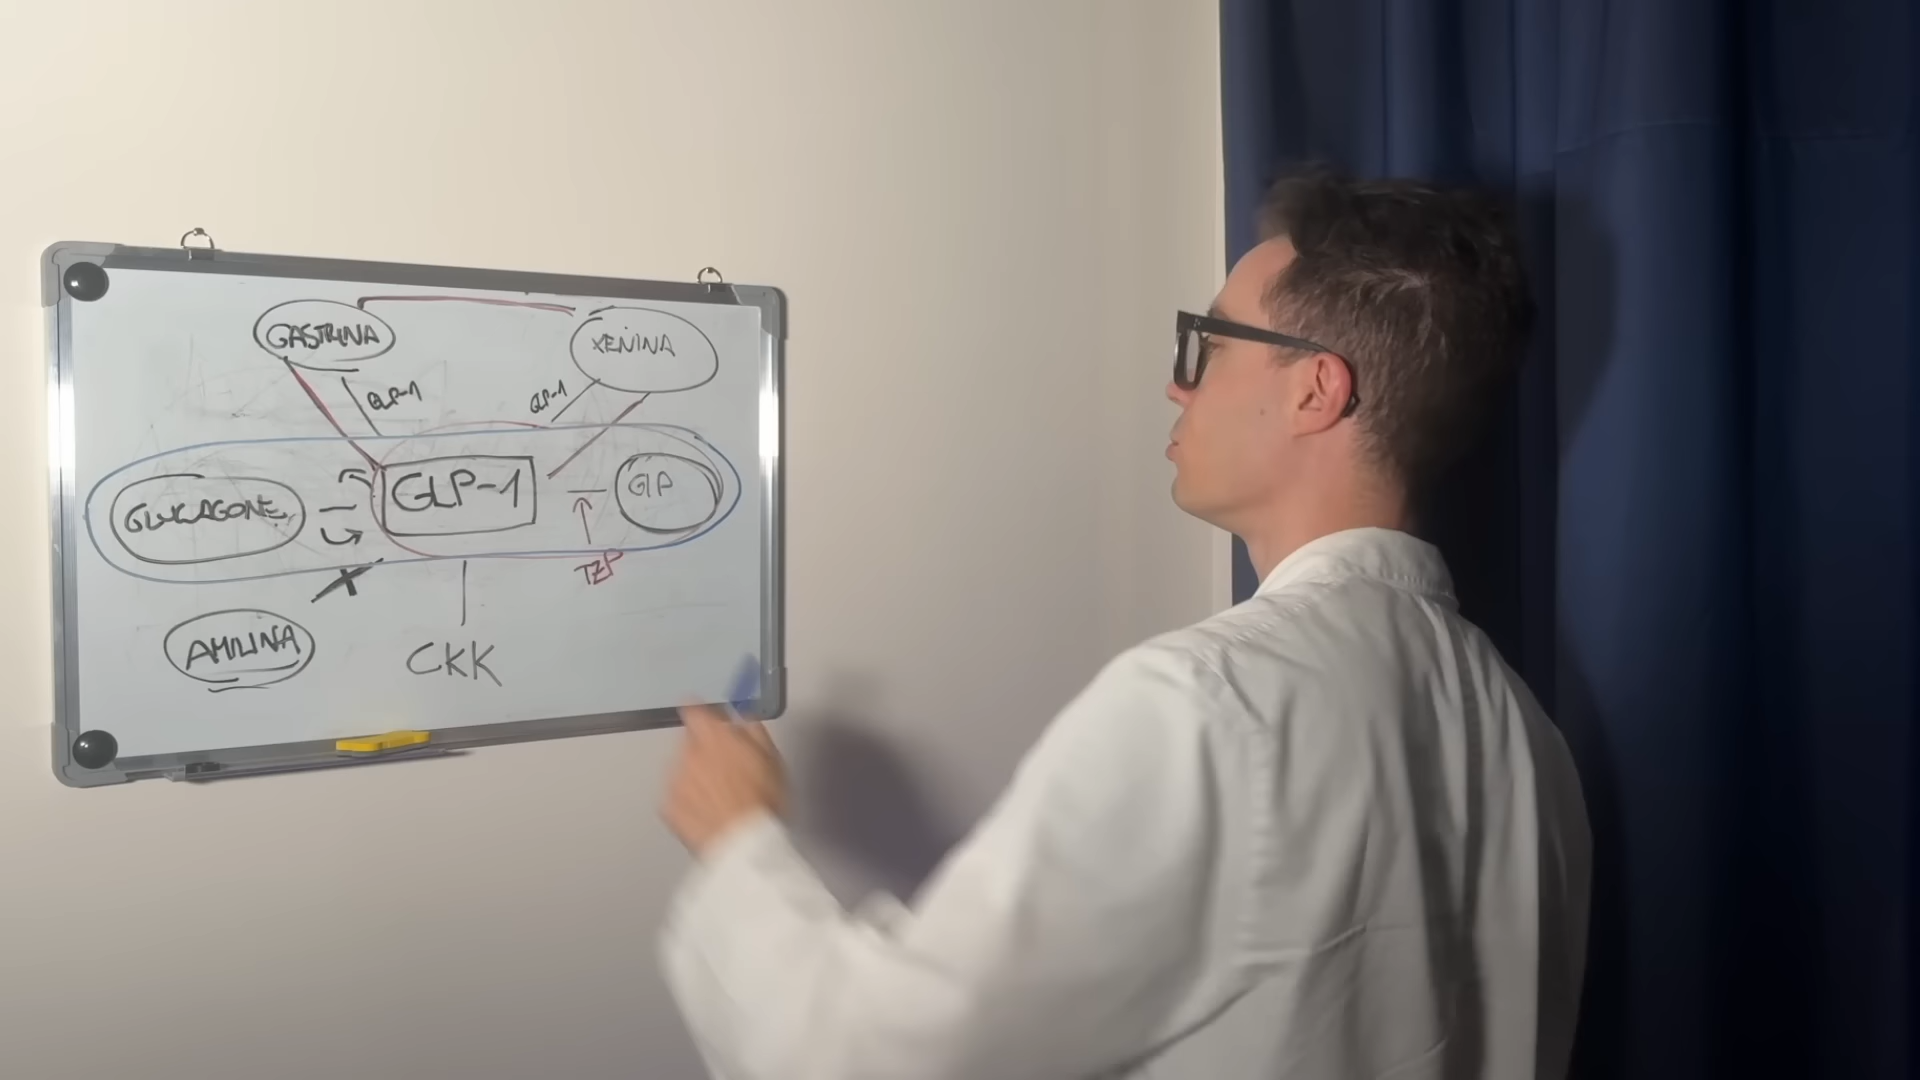 GASTRINA
XENINA
GLP-1
GLP-1
GLUCAGONE
GLP-1
GIP
TZP
AMILINA
CKK